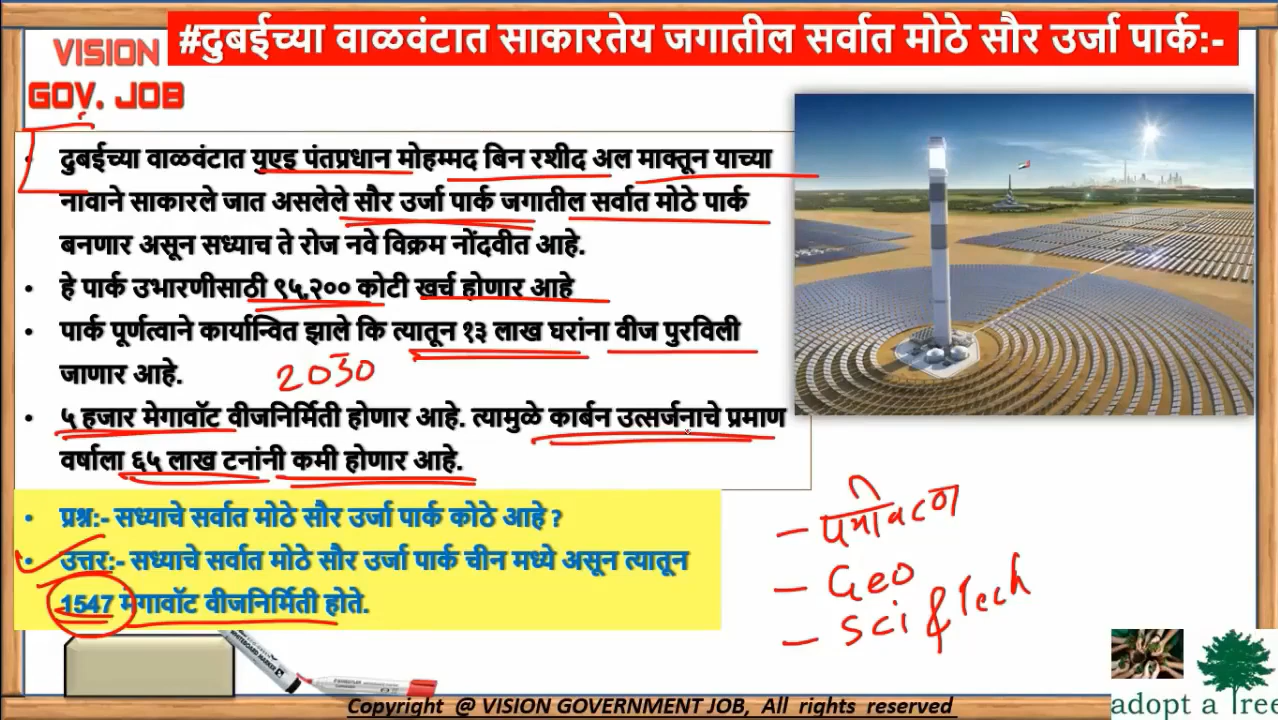 #दुबईच्या वाळवंटात साकारतेय जगातील सर्वात मोठे सौर उर्जा पार्क:-
VISION
GOV. JOB
• दुबईच्या वाळवंटात युएइ पंतप्रधान मोहम्मद बिन रशीद अल माक्तून याच्या
नावाने साकारले जात असलेले सौर उर्जा पार्क जगातील सर्वात मोठे पार्क
बनणार असून सध्याच ते रोज नवे विक्रम नोंदवीत आहे.
• हे पार्क उभारणीसाठी ९५,२०० कोटी खर्च होणार आहे
• पार्क पूर्णत्वाने कार्यान्वित झाले कि त्यातून १३ लाख घरांना वीज पुरविली
जाणार आहे.
2030
• ५ हजार मेगावॉट वीजनिर्मिती होणार आहे. त्यामुळे कार्बन उत्सर्जनाचे प्रमाण
वर्षाला ६५ लाख टनांनी कमी होणार आहे.
• प्रश्न:- सध्याचे सर्वात मोठे सौर उर्जा पार्क कोठे आहे ?
• उत्तर:- सध्याचे सर्वात मोठे सौर उर्जा पार्क चीन मध्ये असून त्यातून
1547 मेगावॉट वीजनिर्मिती होते.
– पर्यावरण
– Geo
– Sci & Tech
Copyright @ VISION GOVERNMENT JOB, All rights reserved
adopt a Tree